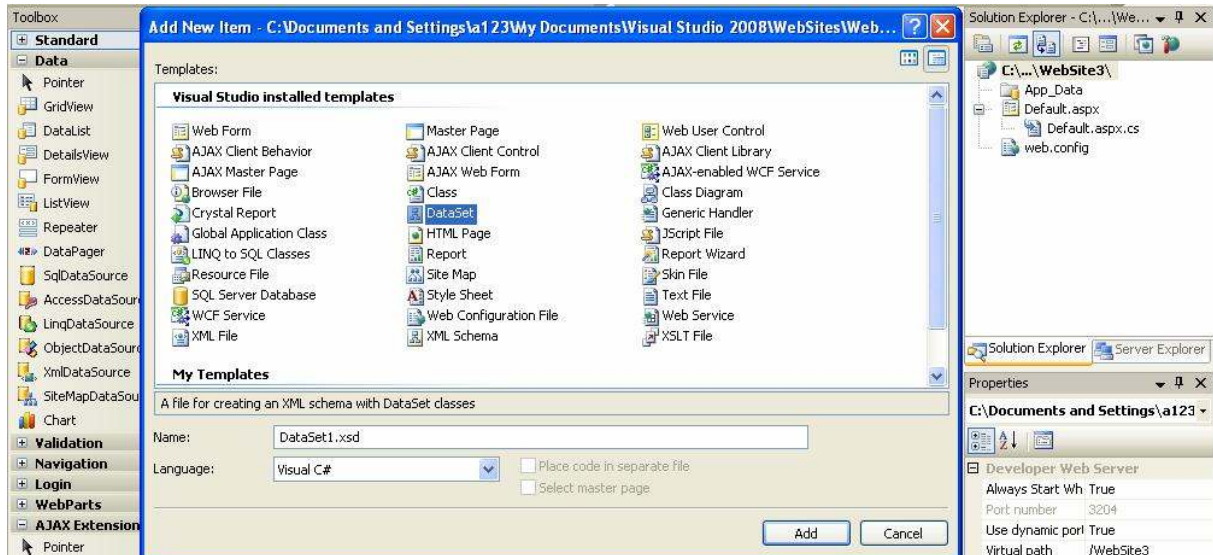 Toolbox
Standard
Data
Pointer
GridView
DataList
DetailsView
FormView
ListView
Repeater
DataPager
SqlDataSource
AccessDataSour
LinqDataSource
ObjectDataSour
XmlDataSource
SiteMapDataSou
Chart
Validation
Navigation
Login
WebParts
AJAX Extension
Pointer
Add New Item - C:\Documents and Settings\a123\My Documents\Visual Studio 2008\WebSites\Web...
Templates:
Visual Studio installed templates
Web Form
Master Page
Web User Control
AJAX Client Behavior
AJAX Client Control
AJAX Client Library
AJAX Master Page
AJAX Web Form
AJAX-enabled WCF Service
Browser File
Class
Class Diagram
Crystal Report
DataSet
Generic Handler
Global Application Class
HTML Page
JScript File
LINQ to SQL Classes
Report
Report Wizard
Resource File
Site Map
Skin File
SQL Server Database
Style Sheet
Text File
WCF Service
Web Configuration File
Web Service
XML File
XML Schema
XSLT File
My Templates
A file for creating an XML schema with DataSet classes
Name: DataSet1.xsd
Language: Visual C#
Place code in separate file
Select master page
Add
Cancel
Solution Explorer - C:\...\We...
C:\...\WebSite3\
App_Data
Default.aspx
Default.aspx.cs
web.config
Solution Explorer
Server Explorer
Properties
C:\Documents and Settings\a123
Developer Web Server
Always Start Wh True
Port number 3204
Use dynamic port True
Virtual path /WebSite3